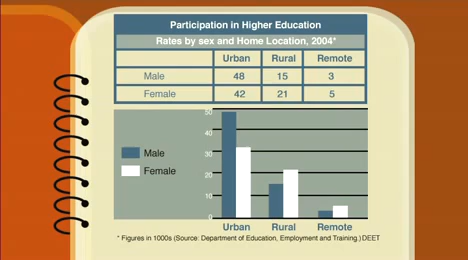 Participation in Higher Education
Rates by sex and Home Location, 2004*
Urban Rural Remote
Male 48 15 3
Female 42 21 5
50
40
30
20
10
0
Male
Female
Urban Rural Remote
* Figures in 1000s (Source: Department of Education, Employment and Training.) DEET